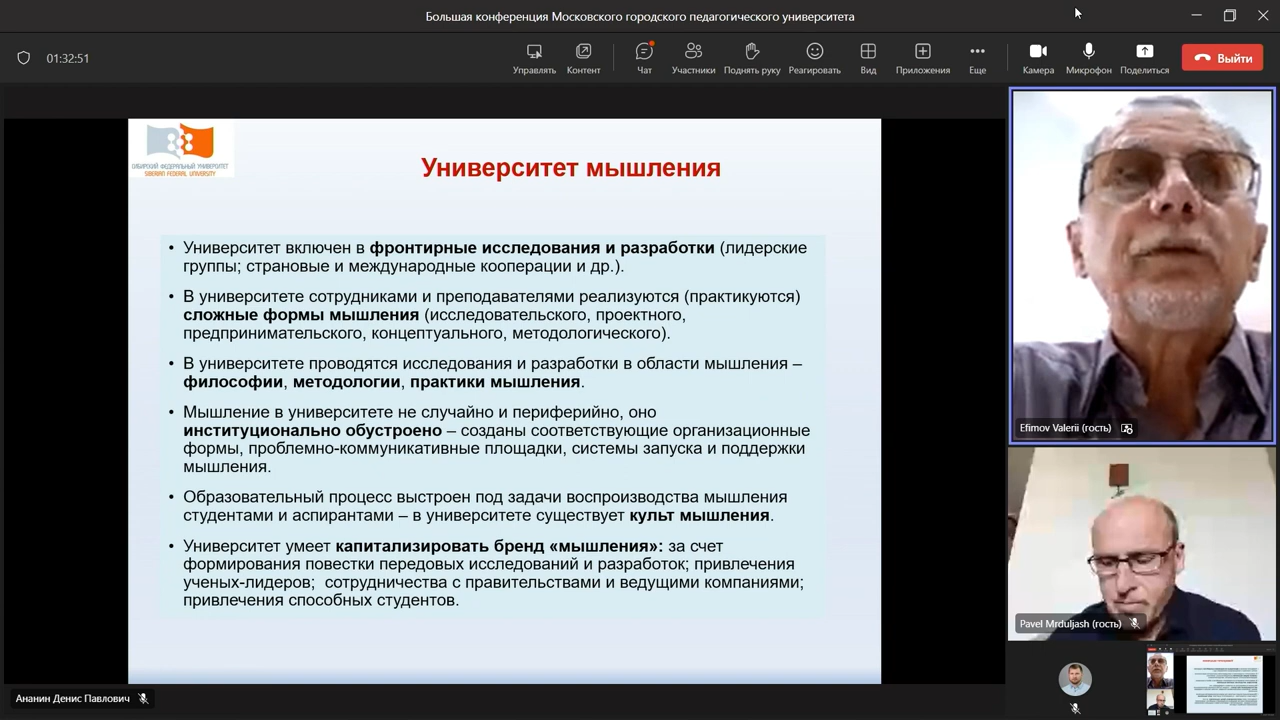 Большая конференция Московского городского педагогического университета
01:32:51
Управлять
Контент
Чат
Участники
Поднять руку
Реагировать
Вид
Приложения
Еще
Камера
Микрофон
Поделиться
Выйти
СИБИРСКИЙ ФЕДЕРАЛЬНЫЙ УНИВЕРСИТЕТ
SIBERIAN FEDERAL UNIVERSITY
Университет мышления
• Университет включен в фронтирные исследования и разработки (лидерские
группы; страновые и международные кооперации и др.).
• В университете сотрудниками и преподавателями реализуются (практикуются)
сложные формы мышления (исследовательского, проектного,
предпринимательского, концептуального, методологического).
• В университете проводятся исследования и разработки в области мышления –
философии, методологии, практики мышления.
• Мышление в университете не случайно и периферийно, оно
институционально обустроено – созданы соответствующие организационные
формы, проблемно-коммуникативные площадки, системы запуска и поддержки
мышления.
• Образовательный процесс выстроен под задачи воспроизводства мышления
студентами и аспирантами – в университете существует культ мышления.
• Университет умеет капитализировать бренд «мышления»: за счет
формирования повестки передовых исследований и разработок; привлечения
ученых-лидеров; сотрудничества с правительствами и ведущими компаниями;
привлечения способных студентов.
Efimov Valerii (гость)
Pavel Mrduljash (гость)
Ананин Денис Павлович